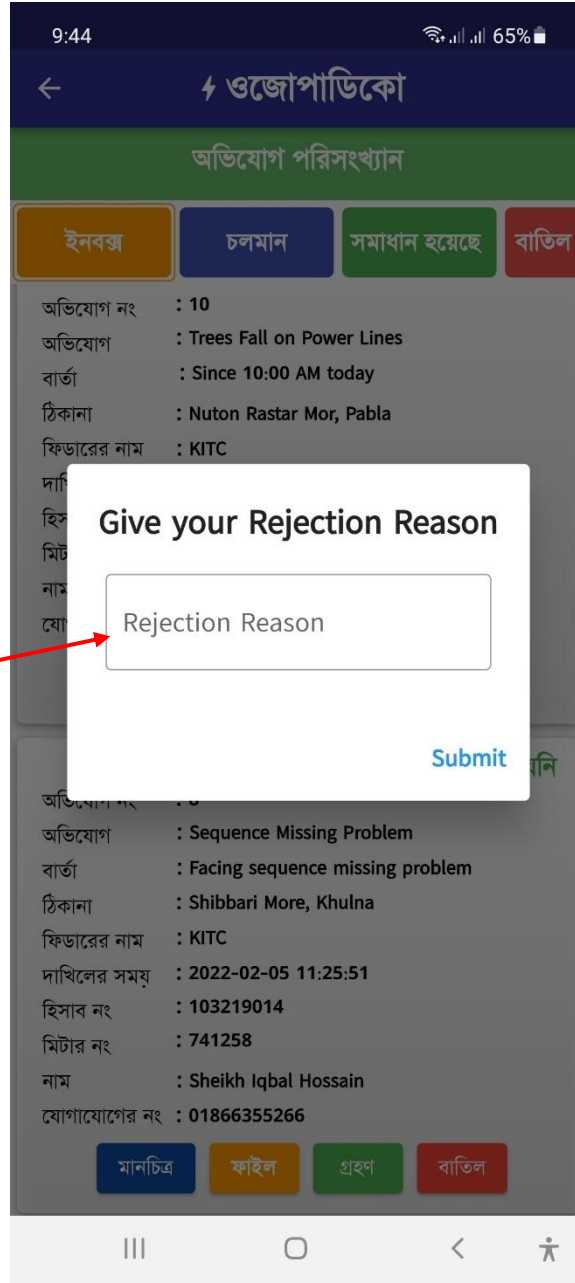 9:44 65%
ওজোপাডিকো
অভিযোগ পরিসংখ্যান
ইনবক্স চলমান সমাধান হয়েছে বাতিল
অভিযোগ নং : 10
অভিযোগ : Trees Fall on Power Lines
বার্তা : Since 10:00 AM today
ঠিকানা : Nuton Rastar Mor, Pabla
ফিডারের নাম : KITC
Give your Rejection Reason
Rejection Reason
Submit
অভিযোগ : Sequence Missing Problem
বার্তা : Facing sequence missing problem
ঠিকানা : Shibbari More, Khulna
ফিডারের নাম : KITC
দাখিলের সময় : 2022-02-05 11:25:51
হিসাব নং : 103219014
মিটার নং : 741258
নাম : Sheikh Iqbal Hossain
যোগাযোগের নং : 01866355266
মানচিত্র ফাইল গ্রহণ বাতিল